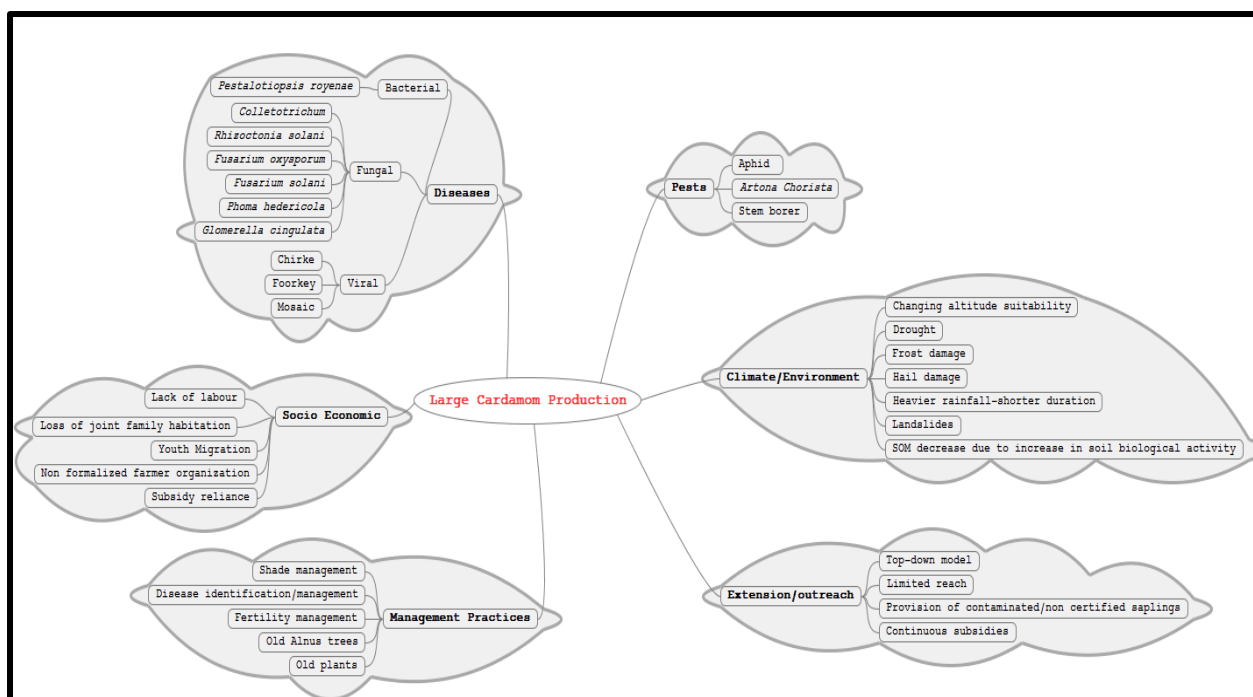 Large Cardamom Production
Diseases
Bacterial
Pestalotiopsis royenae
Fungal
Colletotrichum
Rhizoctonia solani
Fusarium oxysporum
Fusarium solani
Phoma hedericola
Glomerella cingulata
Viral
Chirke
Foorkey
Mosaic
Pests
Aphid
Artona Chorista
Stem borer
Climate/Environment
Changing altitude suitability
Drought
Frost damage
Hail damage
Heavier rainfall-shorter duration
Landslides
SOM decrease due to increase in soil biological activity
Socio Economic
Lack of labour
Loss of joint family habitation
Youth Migration
Non formalized farmer organization
Subsidy reliance
Management Practices
Shade management
Disease identification/management
Fertility management
Old Alnus trees
Old plants
Extension/outreach
Top-down model
Limited reach
Provision of contaminated/non certified saplings
Continuous subsidies